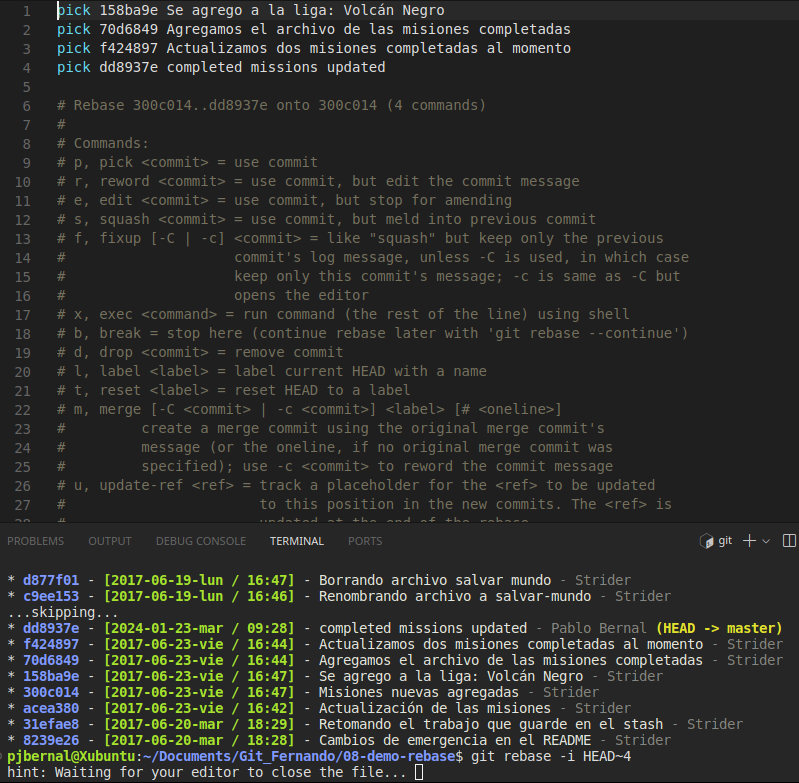 1 pick 158ba9e Se agrego a la liga: Volcán Negro
2 pick 70d6849 Agregamos el archivo de las misiones completadas
3 pick f424897 Actualizamos dos misiones completadas al momento
4 pick dd8937e completed missions updated
5
6 # Rebase 300c014..dd8937e onto 300c014 (4 commands)
7 #
8 # Commands:
9 # p, pick <commit> = use commit
10 # r, reword <commit> = use commit, but edit the commit message
11 # e, edit <commit> = use commit, but stop for amending
12 # s, squash <commit> = use commit, but meld into previous commit
13 # f, fixup [-C | -c] <commit> = like "squash" but keep only the previous
14 # commit's log message, unless -C is used, in which case
15 # keep only this commit's message; -c is same as -C but
16 # opens the editor
17 # x, exec <command> = run command (the rest of the line) using shell
18 # b, break = stop here (continue rebase later with 'git rebase --continue')
19 # d, drop <commit> = remove commit
20 # l, label <label> = label current HEAD with a name
21 # t, reset <label> = reset HEAD to a label
22 # m, merge [-C <commit> | -c <commit>] <label> [# <oneline>]
23 # create a merge commit using the original merge commit's
24 # message (or the oneline, if no original merge commit was
25 # specified); use -c <commit> to reword the commit message
26 # u, update-ref <ref> = track a placeholder for the <ref> to be updated
27 # to this position in the new commits. The <ref> is
28 # updated at the end of the rebase
PROBLEMS OUTPUT DEBUG CONSOLE TERMINAL PORTS git
* d877f01 - [2017-06-19-lun / 16:47] - Borrando archivo salvar mundo - Strider
* c9ee153 - [2017-06-19-lun / 16:46] - Renombrando archivo a salvar-mundo - Strider
...skipping...
* dd8937e - [2024-01-23-mar / 09:28] - completed missions updated - Pablo Bernal (HEAD -> master)
* f424897 - [2017-06-23-vie / 16:44] - Actualizamos dos misiones completadas al momento - Strider
* 70d6849 - [2017-06-23-vie / 16:44] - Agregamos el archivo de las misiones completadas - Strider
* 158ba9e - [2017-06-23-vie / 16:47] - Se agrego a la liga: Volcán Negro - Strider
* 300c014 - [2017-06-23-vie / 16:47] - Misiones nuevas agregadas - Strider
* acea380 - [2017-06-23-vie / 16:42] - Actualización de las misiones - Strider
* 31efae8 - [2017-06-20-mar / 18:29] - Retomando el trabajo que guarde en el stash - Strider
* 8239e26 - [2017-06-20-mar / 18:28] - Cambios de emergencia en el README - Strider
pjbernal@Xubuntu:~/Documents/Git_Fernando/08-demo-rebase$ git rebase -i HEAD~4
hint: Waiting for your editor to close the file...